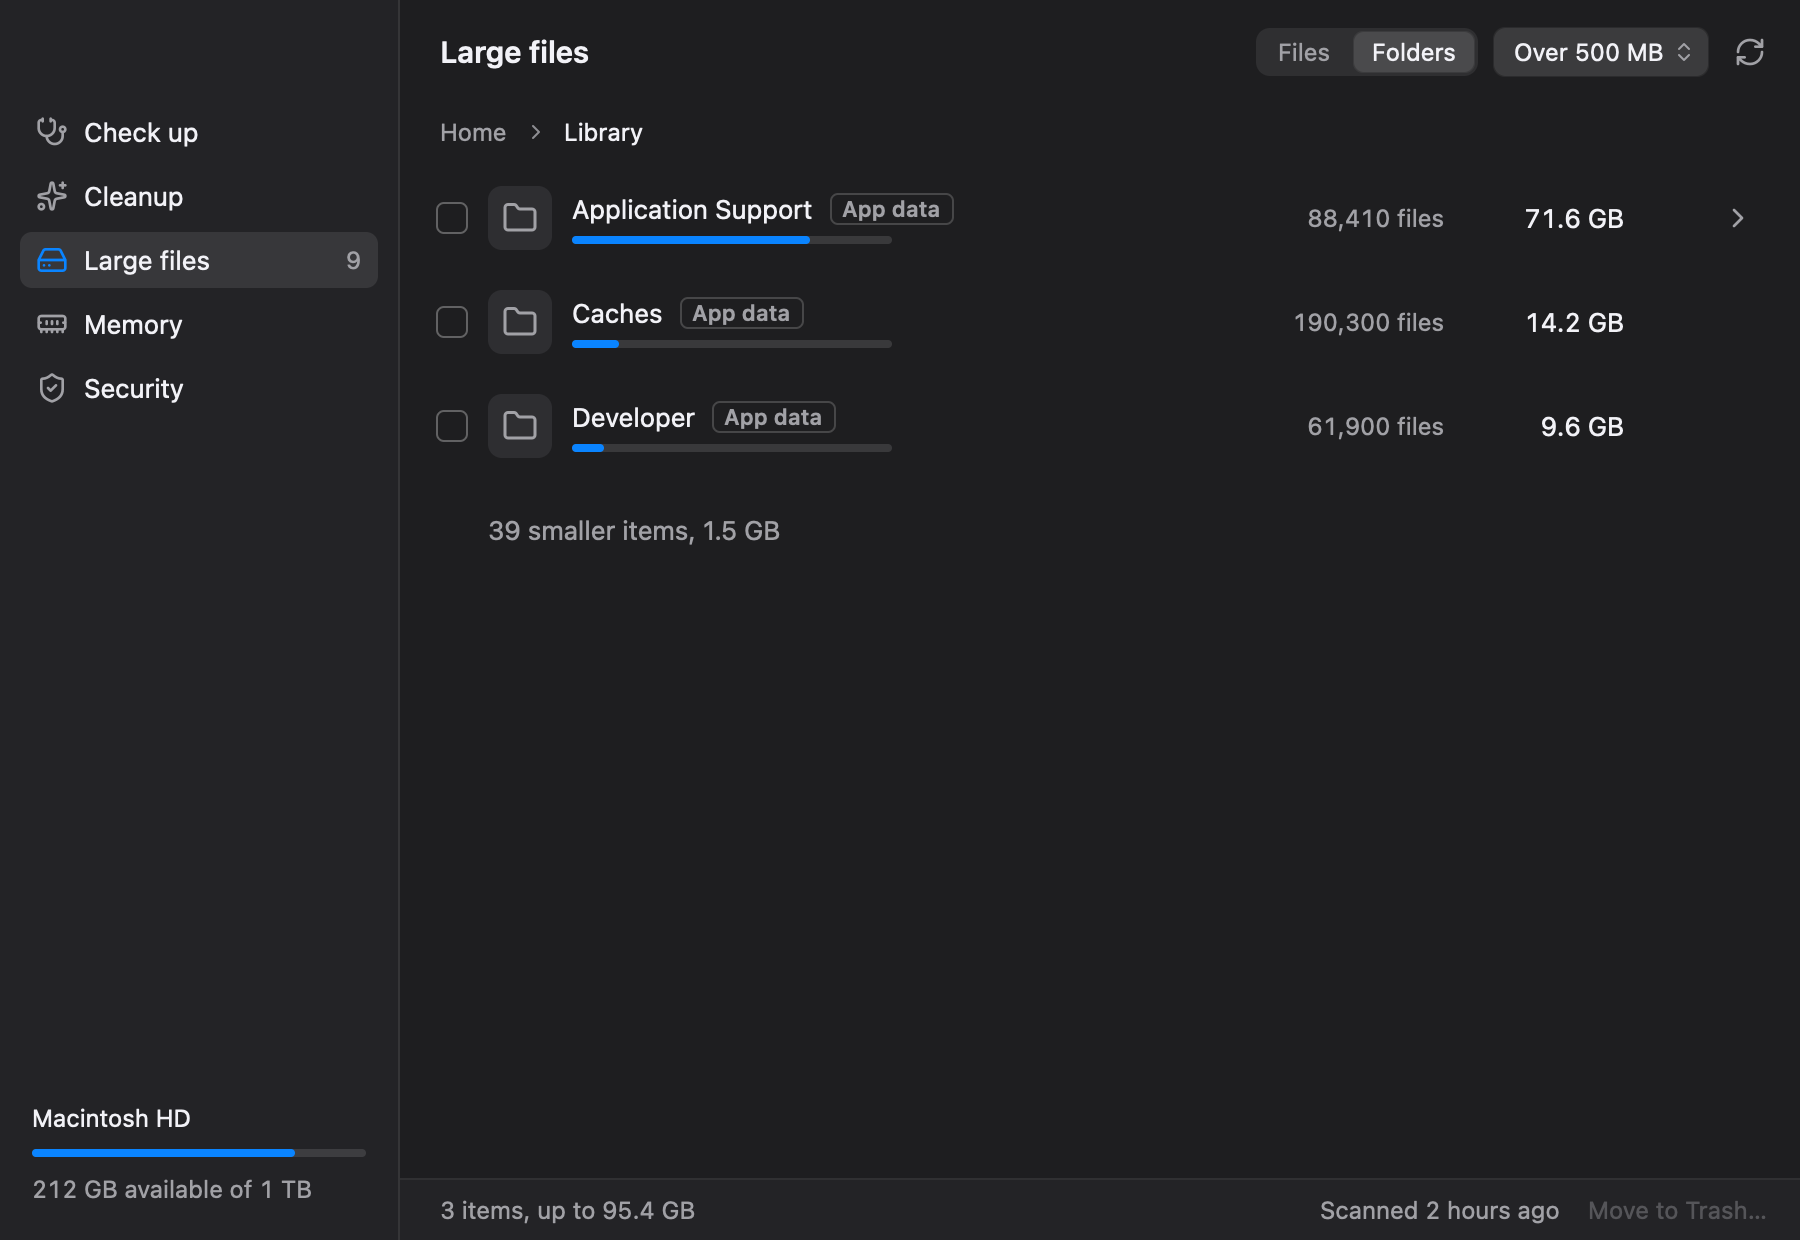 Large files
Files
Folders
Over 500 MB
Check up
Cleanup
Large files 9
Memory
Security
Home > Library
Application Support App data 88,410 files 71.6 GB
Caches App data 190,300 files 14.2 GB
Developer App data 61,900 files 9.6 GB
39 smaller items, 1.5 GB
Macintosh HD
212 GB available of 1 TB
3 items, up to 95.4 GB
Scanned 2 hours ago
Move to Trash...